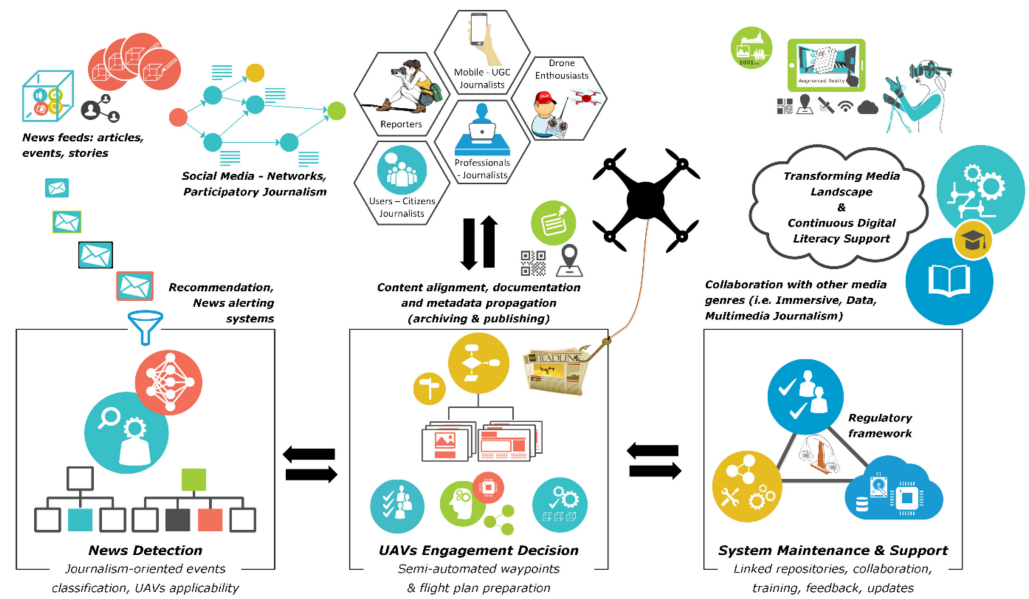 News feeds: articles,
events, stories
Social Media - Networks,
Participatory Journalism
Recommendation,
News alerting
systems
Reporters
Mobile - UGC
Journalists
Drone
Enthusiasts
Professionals
- Journalists
Users – Citizens
Journalists
Content alignment, documentation
and metadata propagation
(archiving & publishing)
HEADLINE
1001
Augmented Reality
Transforming Media
Landscape
&
Continuous Digital
Literacy Support
Collaboration with other media
genres (i.e. Immersive, Data,
Multimedia Journalism)
Regulatory
framework
News Detection
Journalism-oriented events
classification, UAVs applicability
UAVs Engagement Decision
Semi-automated waypoints
& flight plan preparation
System Maintenance & Support
Linked repositories, collaboration,
training, feedback, updates